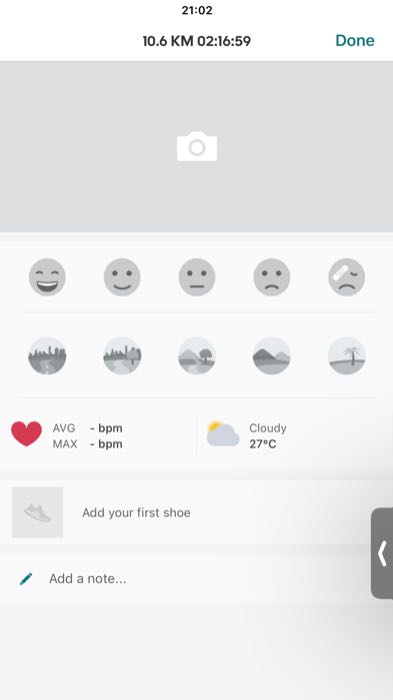 21:02
10.6 KM 02:16:59
Done
AVG - bpm
MAX - bpm
Cloudy
27°C
Add your first shoe
Add a note...